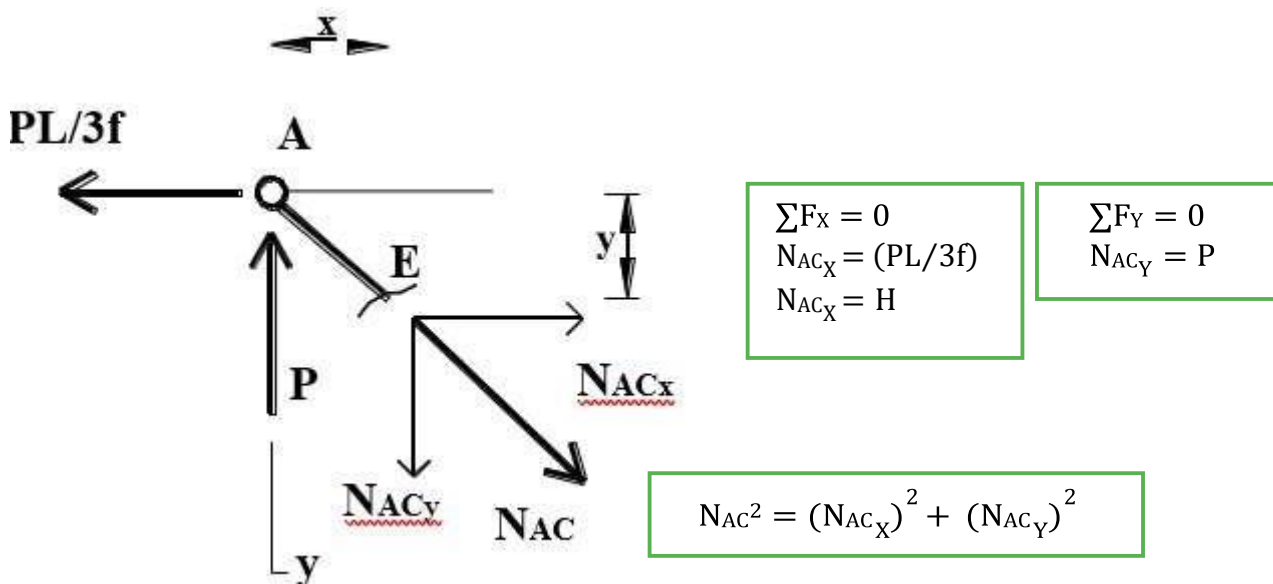 x
PL/3f
A
y
E
P
NACx
NACy
NAC
y
∑FX = 0
NACX = (PL/3f)
NACX = H
∑FY = 0
NACY = P
NAC² = (NACX)² + (NACY)²